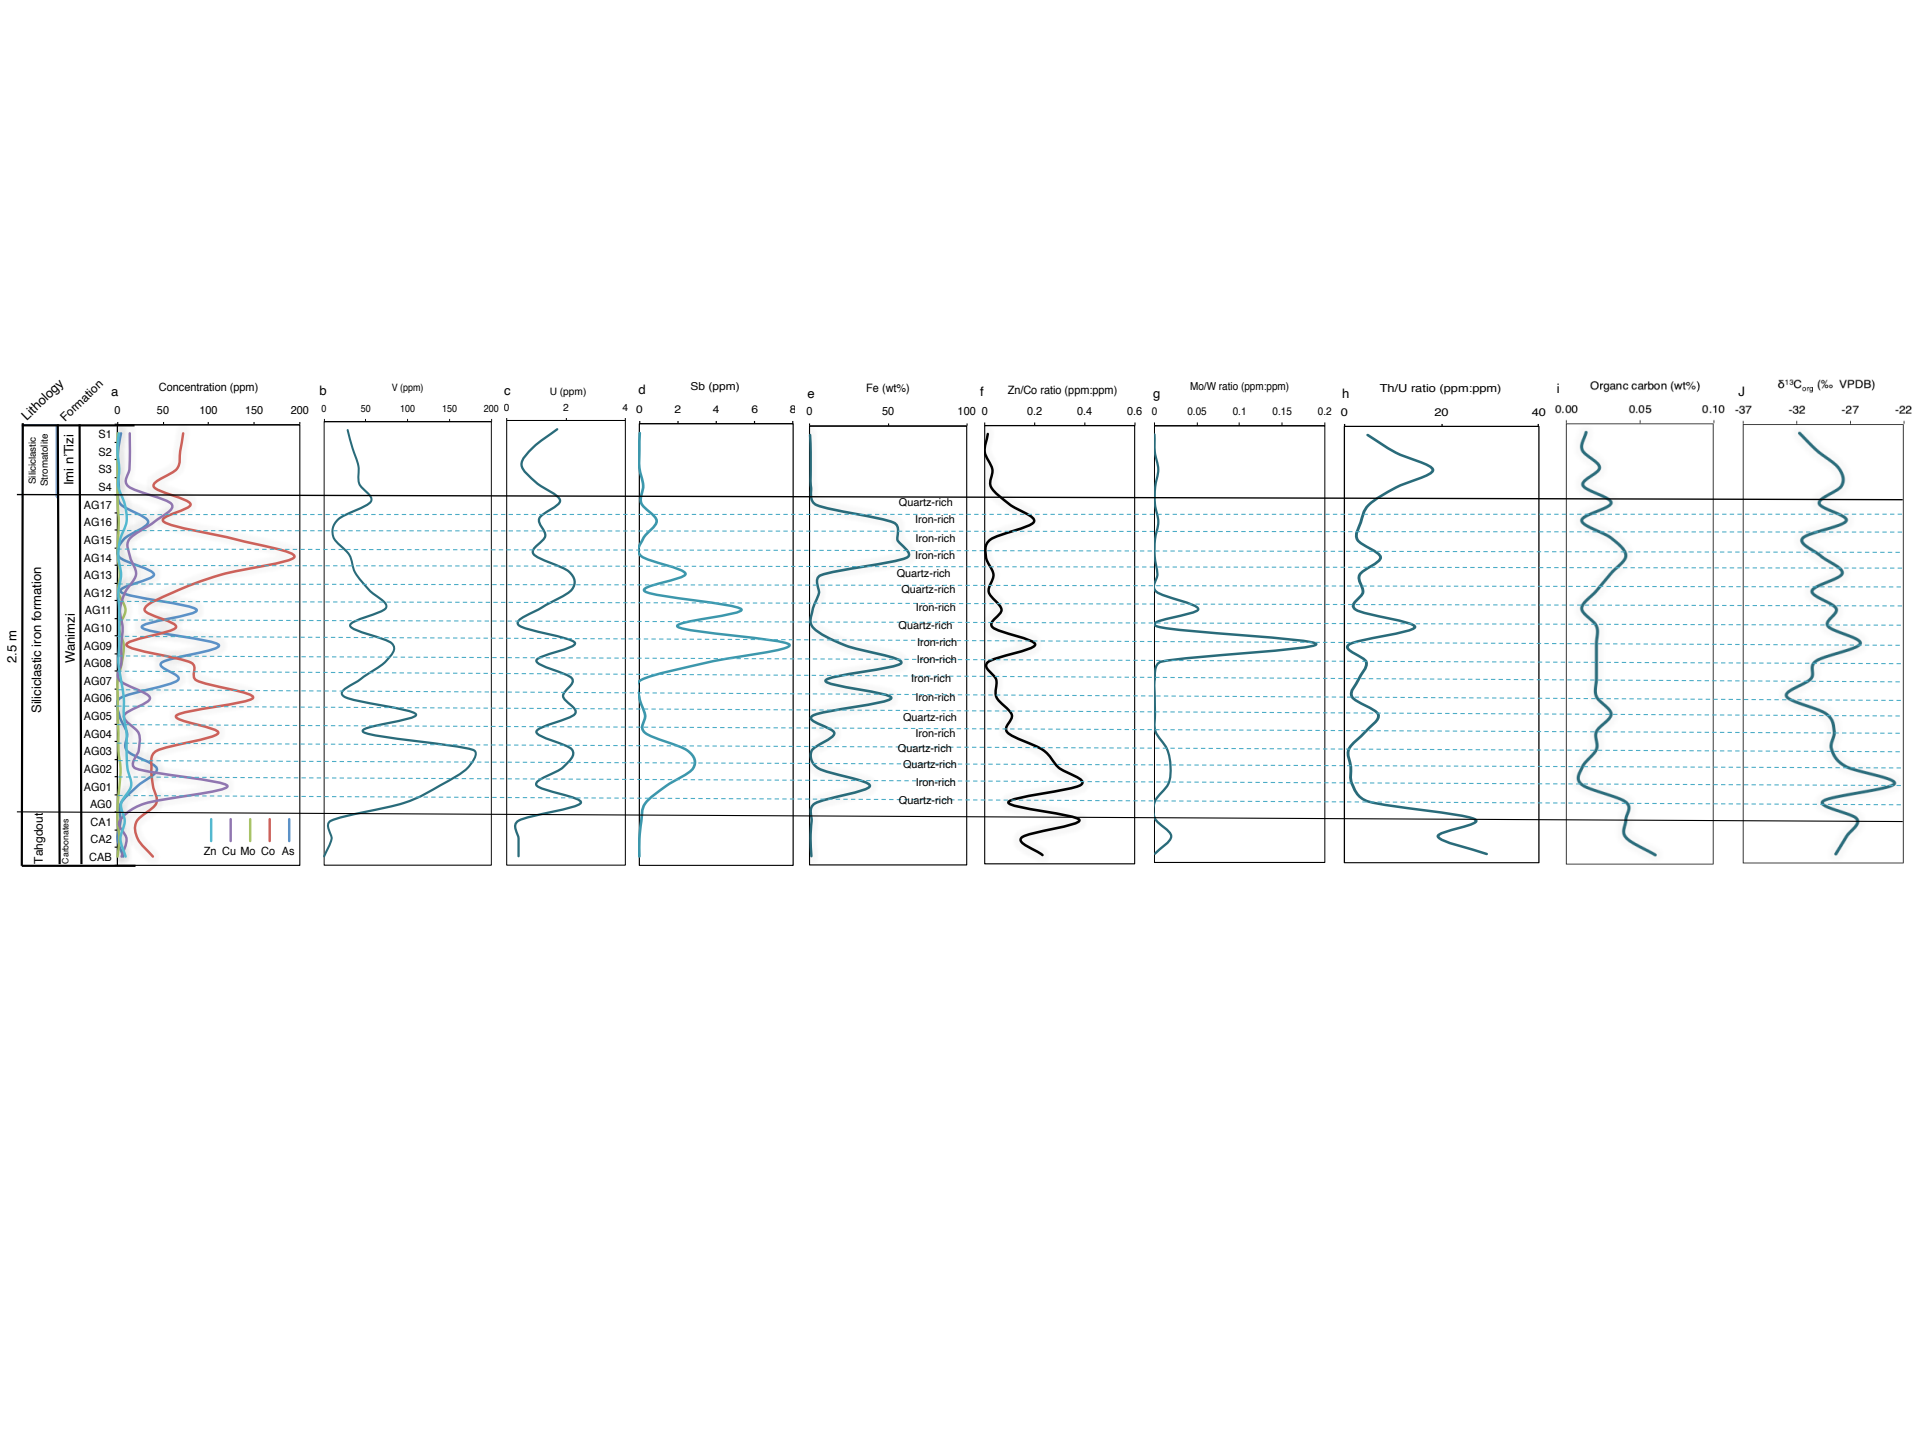 Lithology
Formation
a
Concentration (ppm)
0 50 100 150 200
b
V (ppm)
0 50 100 150 200
c
U (ppm)
0 2 4
d
Sb (ppm)
0 2 4 6 8
e
Fe (wt%)
0 50 100
f
Zn/Co ratio (ppm:ppm)
0 0.2 0.4 0.6
g
Mo/W ratio (ppm:ppm)
0 0.05 0.1 0.15 0.2
h
Th/U ratio (ppm:ppm)
0 20 40
i
Organc carbon (wt%)
0.00 0.05 0.10
J
δ13Corg (‰ VPDB)
-37 -32 -27 -22
2.5 m
Siliciclastic
Stromatolite
Siliciclastic iron formation
Tahgdout
Imi n'Tizi
Wanimzi
Carbonates
S1
S2
S3
S4
AG17
AG16
AG15
AG14
AG13
AG12
AG11
AG10
AG09
AG08
AG07
AG06
AG05
AG04
AG03
AG02
AG01
AG0
CA1
CA2
CAB
Zn Cu Mo Co As
Quartz-rich
Iron-rich
Iron-rich
Iron-rich
Quartz-rich
Quartz-rich
Iron-rich
Quartz-rich
Iron-rich
Iron-rich
Iron-rich
Iron-rich
Quartz-rich
Iron-rich
Quartz-rich
Quartz-rich
Iron-rich
Quartz-rich